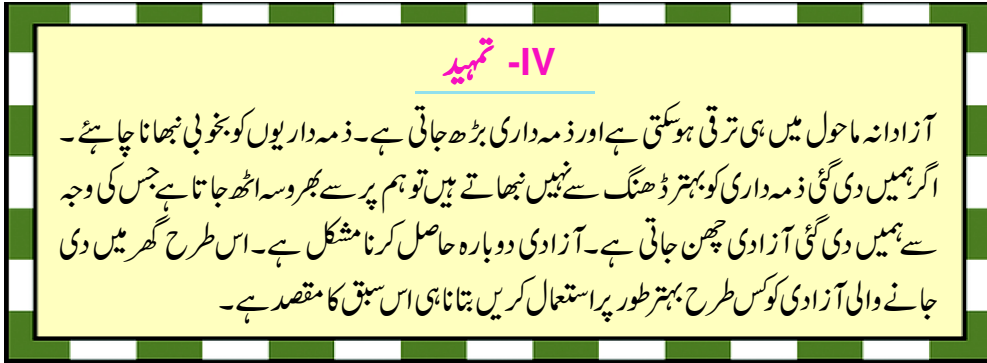 IV- تمہید
آزادانہ ماحول میں ہی ترقی ہوسکتی ہے اور ذمہ داری بڑھ جاتی ہے۔ ذمہ داریوں کو بخوبی نبھانا چاہئے۔
اگر ہمیں دی گئی ذمہ داری کو بہتر ڈھنگ سے نہیں نبھاتے ہیں تو ہم پر سے بھروسہ اٹھ جاتا ہے جس کی وجہ
سے ہمیں دی گئی آزادی چھن جاتی ہے۔ آزادی دوبارہ حاصل کرنا مشکل ہے۔ اس طرح گھر میں دی
جانے والی آزادی کو کس طرح بہتر طور پر استعمال کریں بتانا ہی اس سبق کا مقصد ہے۔